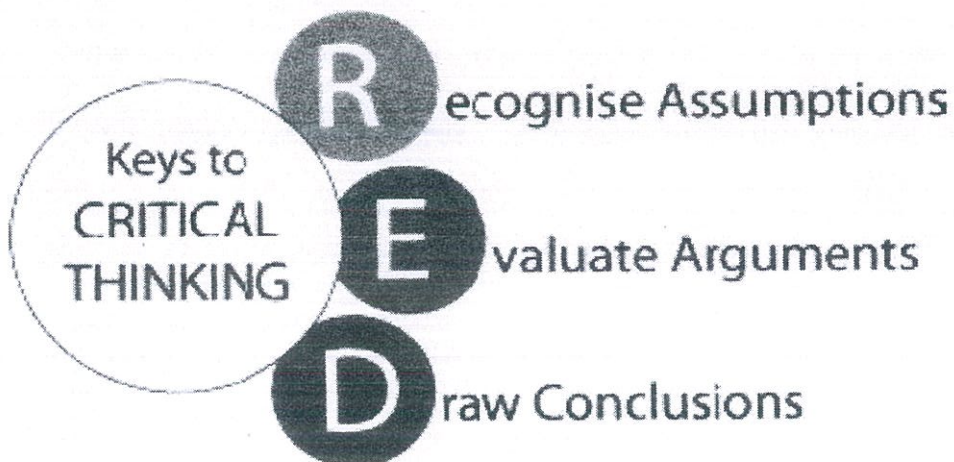 Keys to
CRITICAL
THINKING
Recognise Assumptions
Evaluate Arguments
Draw Conclusions